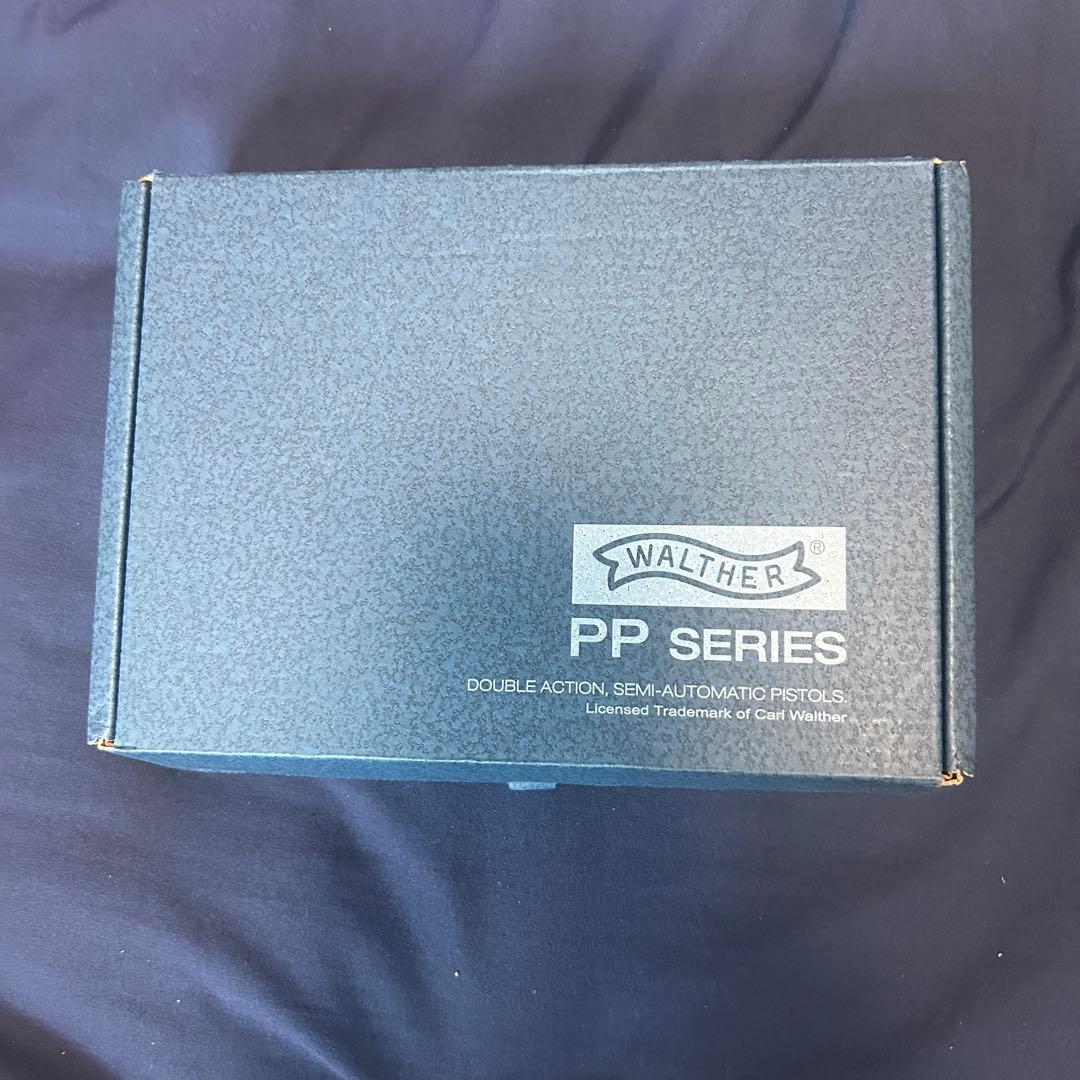 WALTHER®
PP SERIES
DOUBLE ACTION, SEMI-AUTOMATIC PISTOLS.
Licensed Trademark of Carl Walther